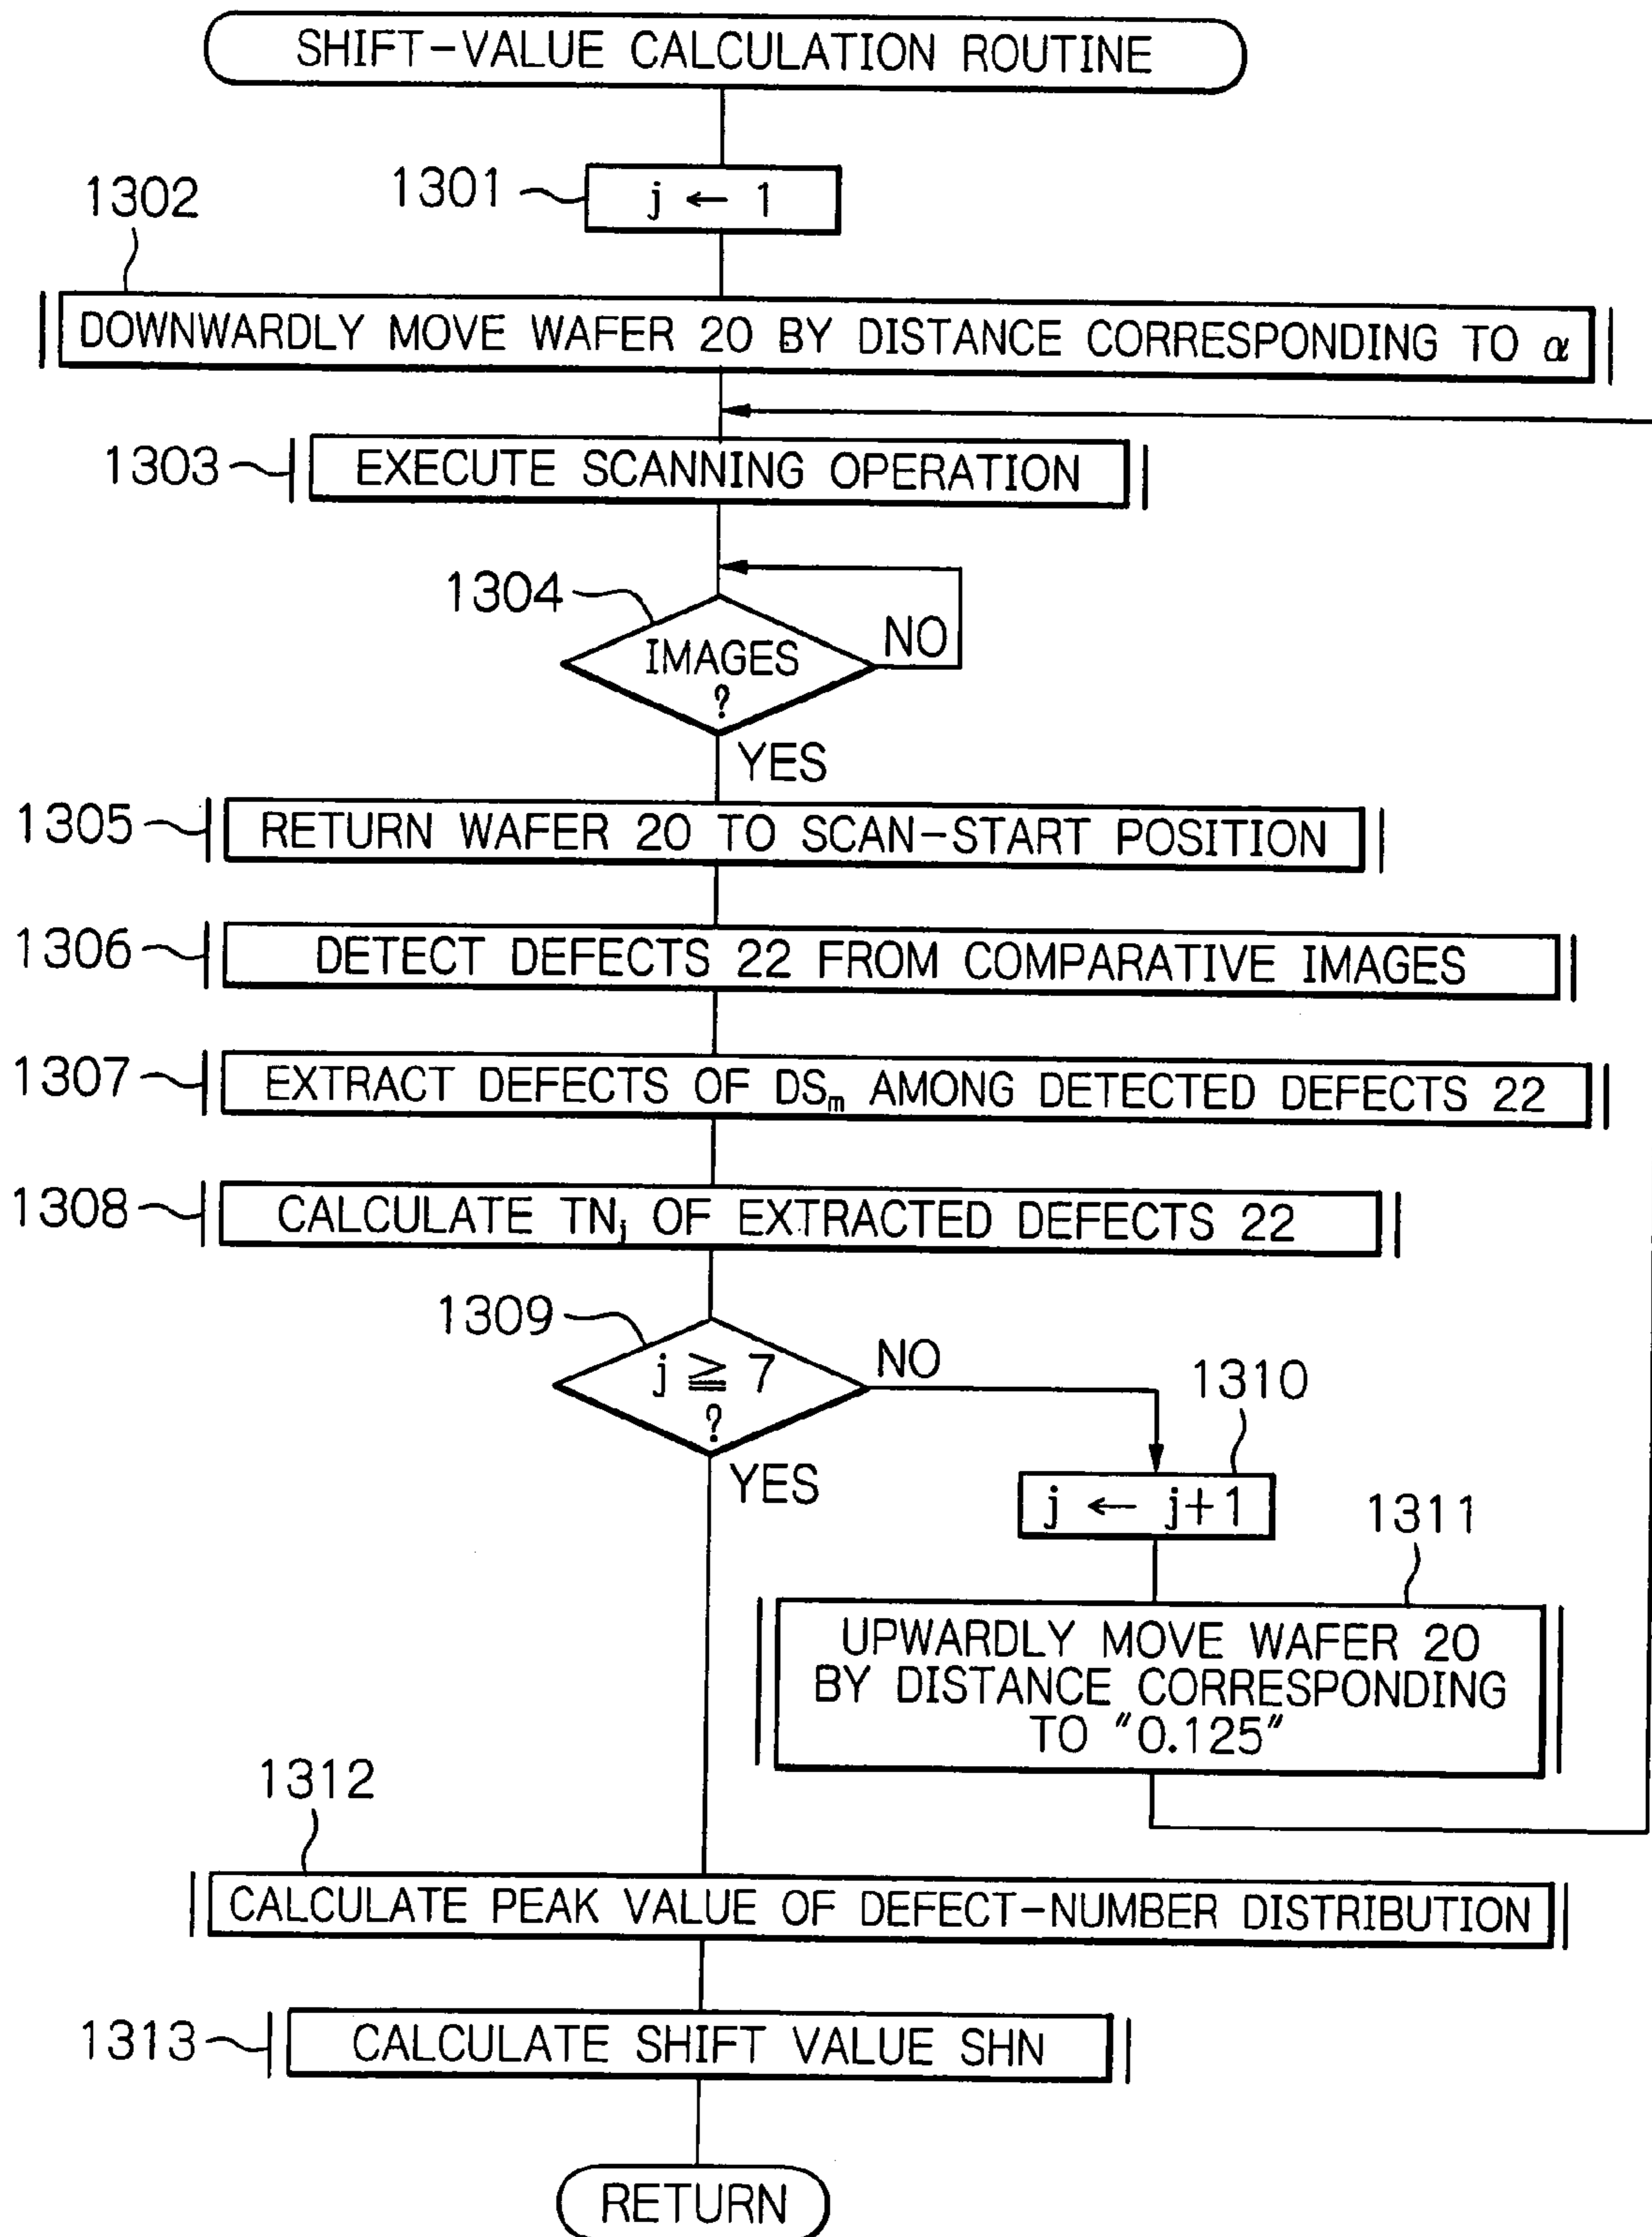 SHIFT-VALUE CALCULATION ROUTINE
1301
j ← 1
1302
DOWNWARDLY MOVE WAFER 20 BY DISTANCE CORRESPONDING TO α
1303
EXECUTE SCANNING OPERATION
1304
IMAGES
?
NO
YES
1305
RETURN WAFER 20 TO SCAN-START POSITION
1306
DETECT DEFECTS 22 FROM COMPARATIVE IMAGES
1307
EXTRACT DEFECTS OF DSm AMONG DETECTED DEFECTS 22
1308
CALCULATE TNj OF EXTRACTED DEFECTS 22
1309
j ≧ 7
?
NO
YES
1310
j ← j+1
1311
UPWARDLY MOVE WAFER 20
BY DISTANCE CORRESPONDING
TO "0.125"
1312
CALCULATE PEAK VALUE OF DEFECT-NUMBER DISTRIBUTION
1313
CALCULATE SHIFT VALUE SHN
RETURN